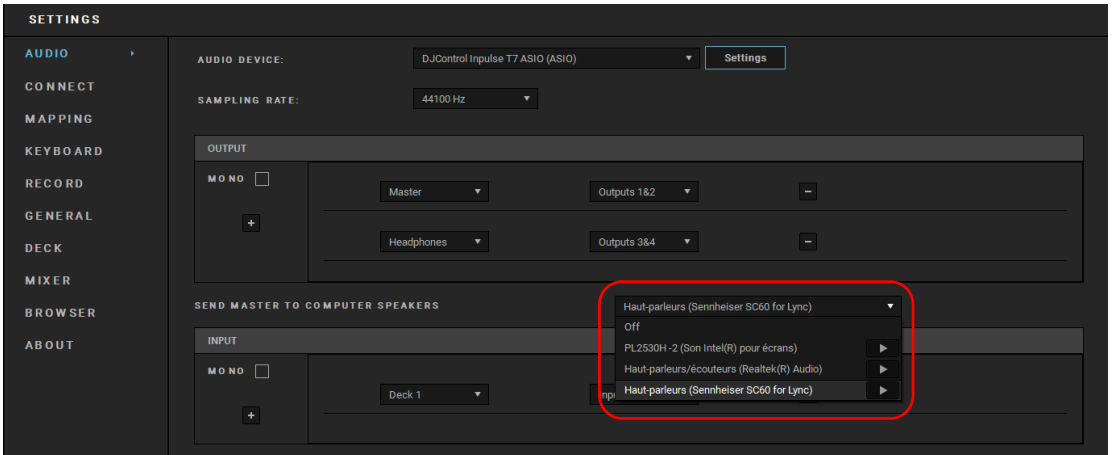 SETTINGS
AUDIO
CONNECT
MAPPING
KEYBOARD
RECORD
GENERAL
DECK
MIXER
BROWSER
ABOUT
AUDIO DEVICE: DJControl Inpulse T7 ASIO (ASIO) Settings
SAMPLING RATE: 44100 Hz
OUTPUT
MONO
Master Outputs 1&2
Headphones Outputs 3&4
SEND MASTER TO COMPUTER SPEAKERS Haut-parleurs (Sennheiser SC60 for Lync)
Off
PL2530H -2 (Son Intel(R) pour écrans)
Haut-parleurs/écouteurs (Realtek(R) Audio)
Haut-parleurs (Sennheiser SC60 for Lync)
INPUT
MONO
Deck 1